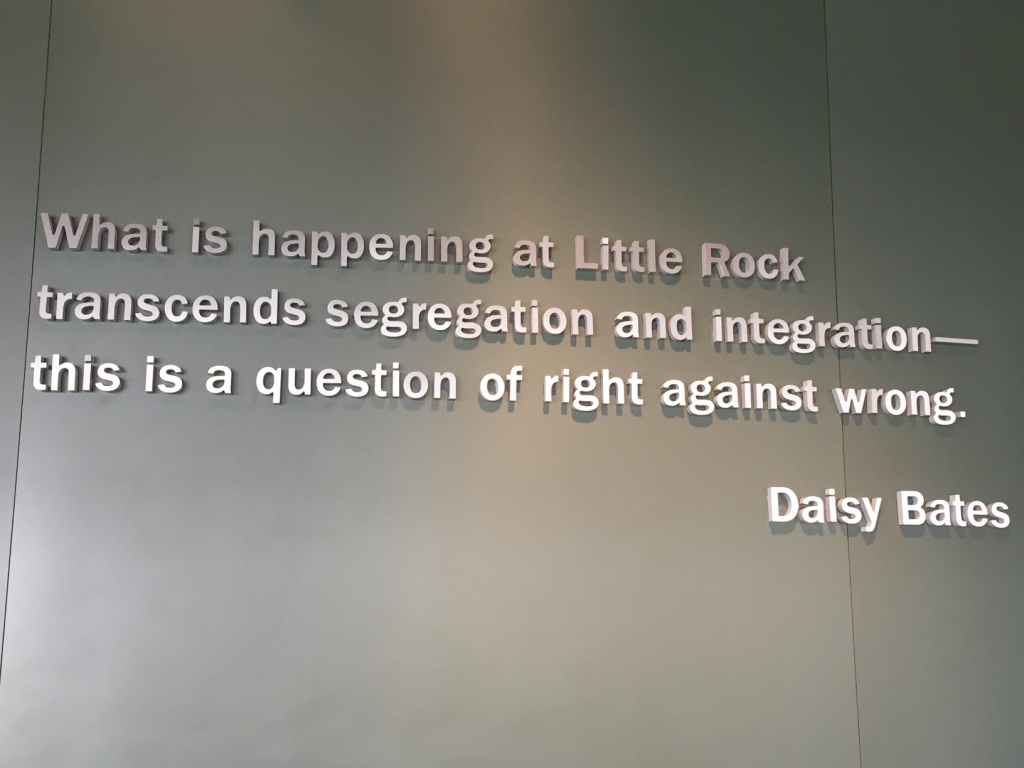 What is happening at Little Rock
transcends segregation and integration—
this is a question of right against wrong.
Daisy Bates